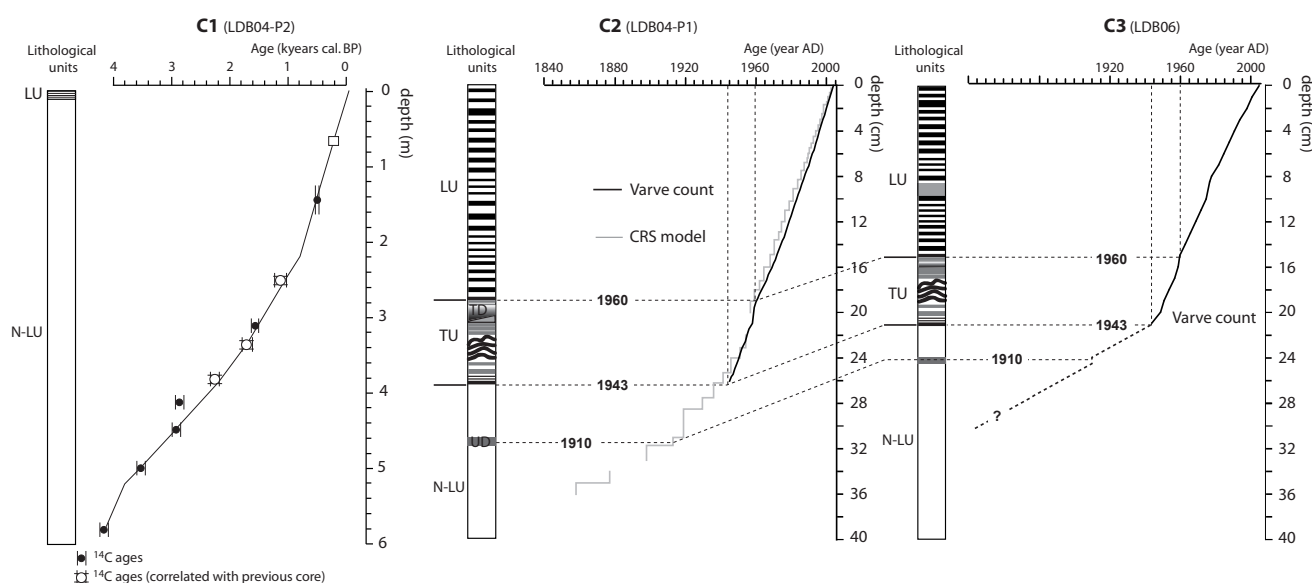 C1 (LDB04-P2)
Lithological
units
Age (kyears cal. BP)
4 3 2 1 0
LU
N-LU
0
1
2
3
4
5
6
depth (m)
14C ages
14C ages (correlated with previous core)
C2 (LDB04-P1)
Lithological
units
Age (year AD)
1840 1880 1920 1960 2000
LU
TU
N-LU
TD
UD
Varve count
CRS model
1960
1943
1910
0
4
8
12
16
20
24
28
32
36
40
depth (cm)
C3 (LDB06)
Lithological
units
Age (year AD)
1920 1960 2000
LU
TU
N-LU
1960
1943
1910
Varve count
?
0
4
8
12
16
20
24
28
32
36
40
depth (cm)